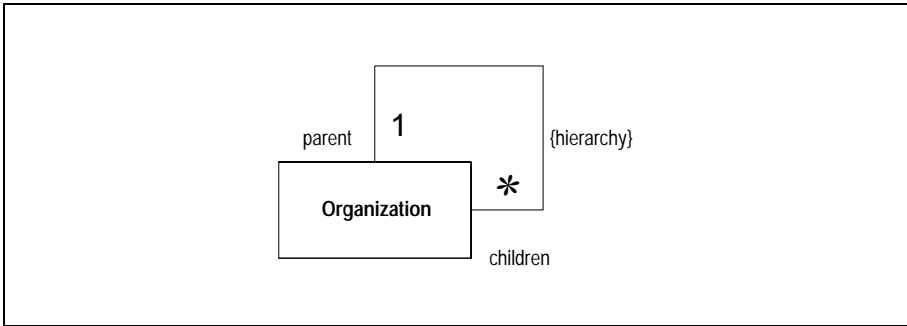 1
parent
{hierarchy}
*
Organization
children